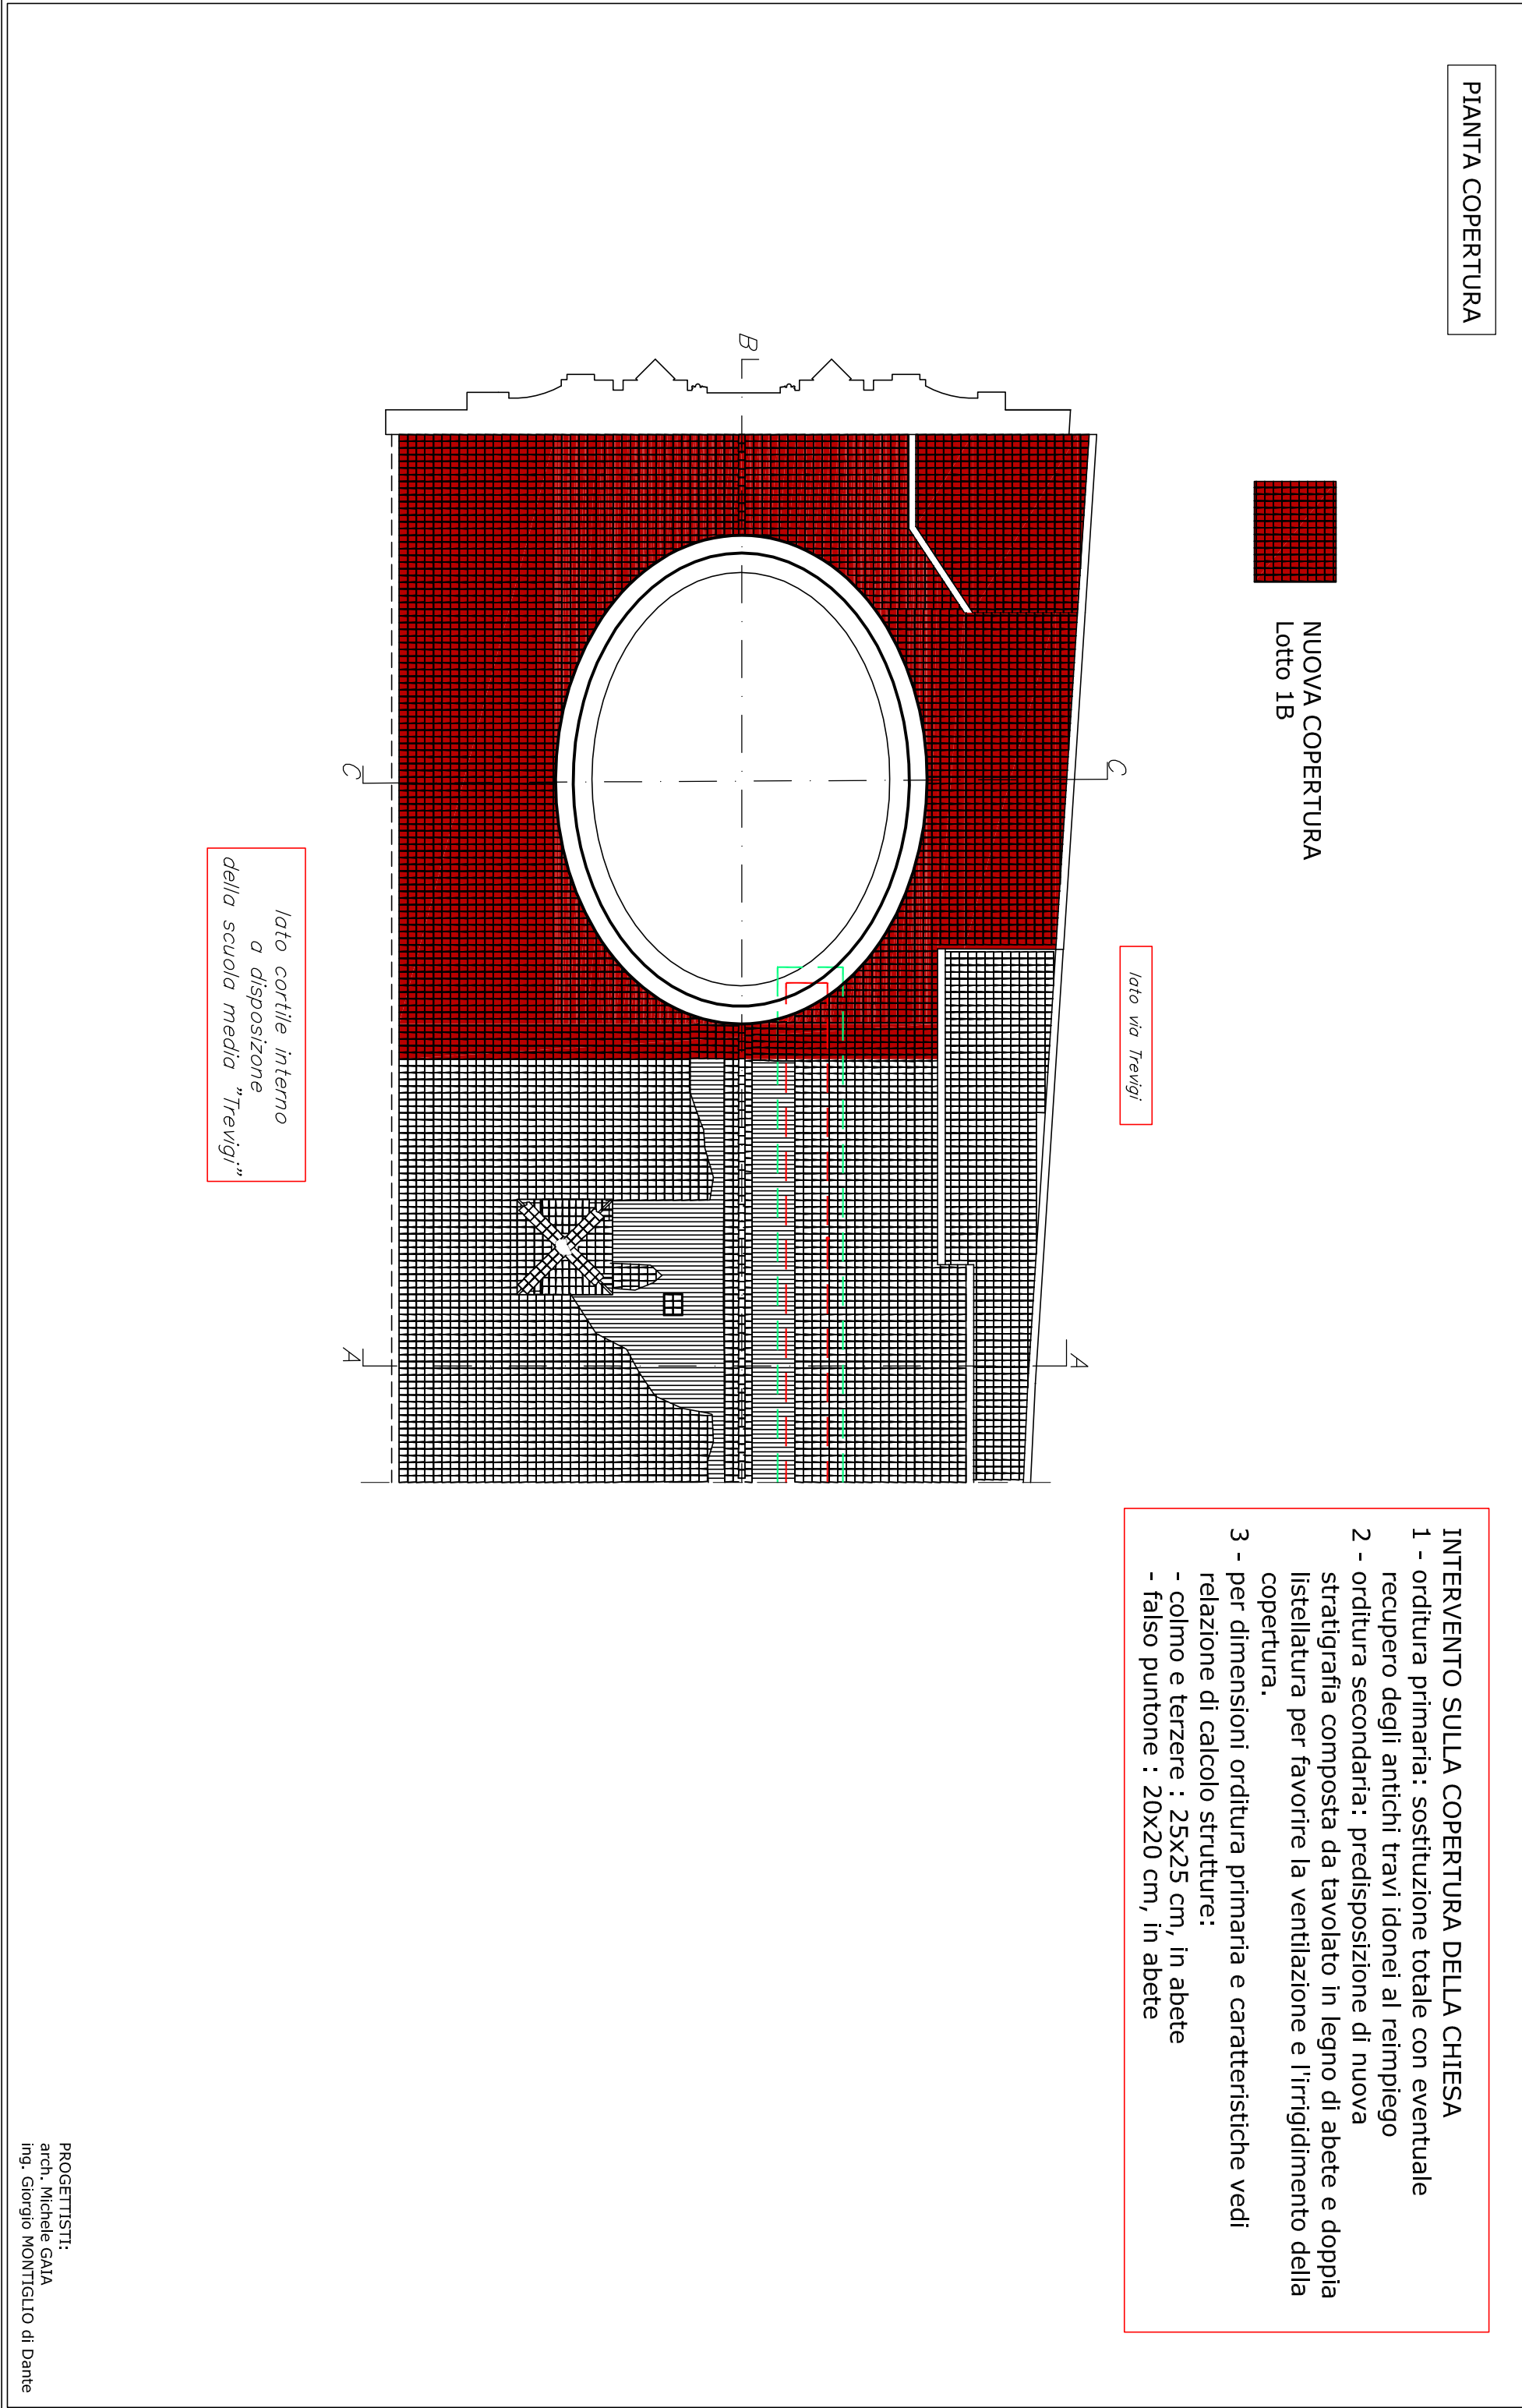 PIANTA COPERTURA
NUOVA COPERTURA
Lotto 1B
B
C
C
lato via Trevigi
lato cortile interno
a disposizone
della scuola media "Trevigi"
A
A
INTERVENTO SULLA COPERTURA DELLA CHIESA
1 - orditura primaria: sostituzione totale con eventuale
recupero degli antichi travi idonei al reimpiego
2 - orditura secondaria: predisposizione di nuova
stratigrafia composta da tavolato in legno di abete e doppia
listellatura per favorire la ventilazione e l'irrigidimento della
copertura.
3 - per dimensioni orditura primaria e caratteristiche vedi
relazione di calcolo strutture:
- colmo e terzere : 25x25 cm, in abete
- falso puntone : 20x20 cm, in abete
PROGETTISTI:
arch. Michele GAIA
ing. Giorgio MONTIGLIO di Dante